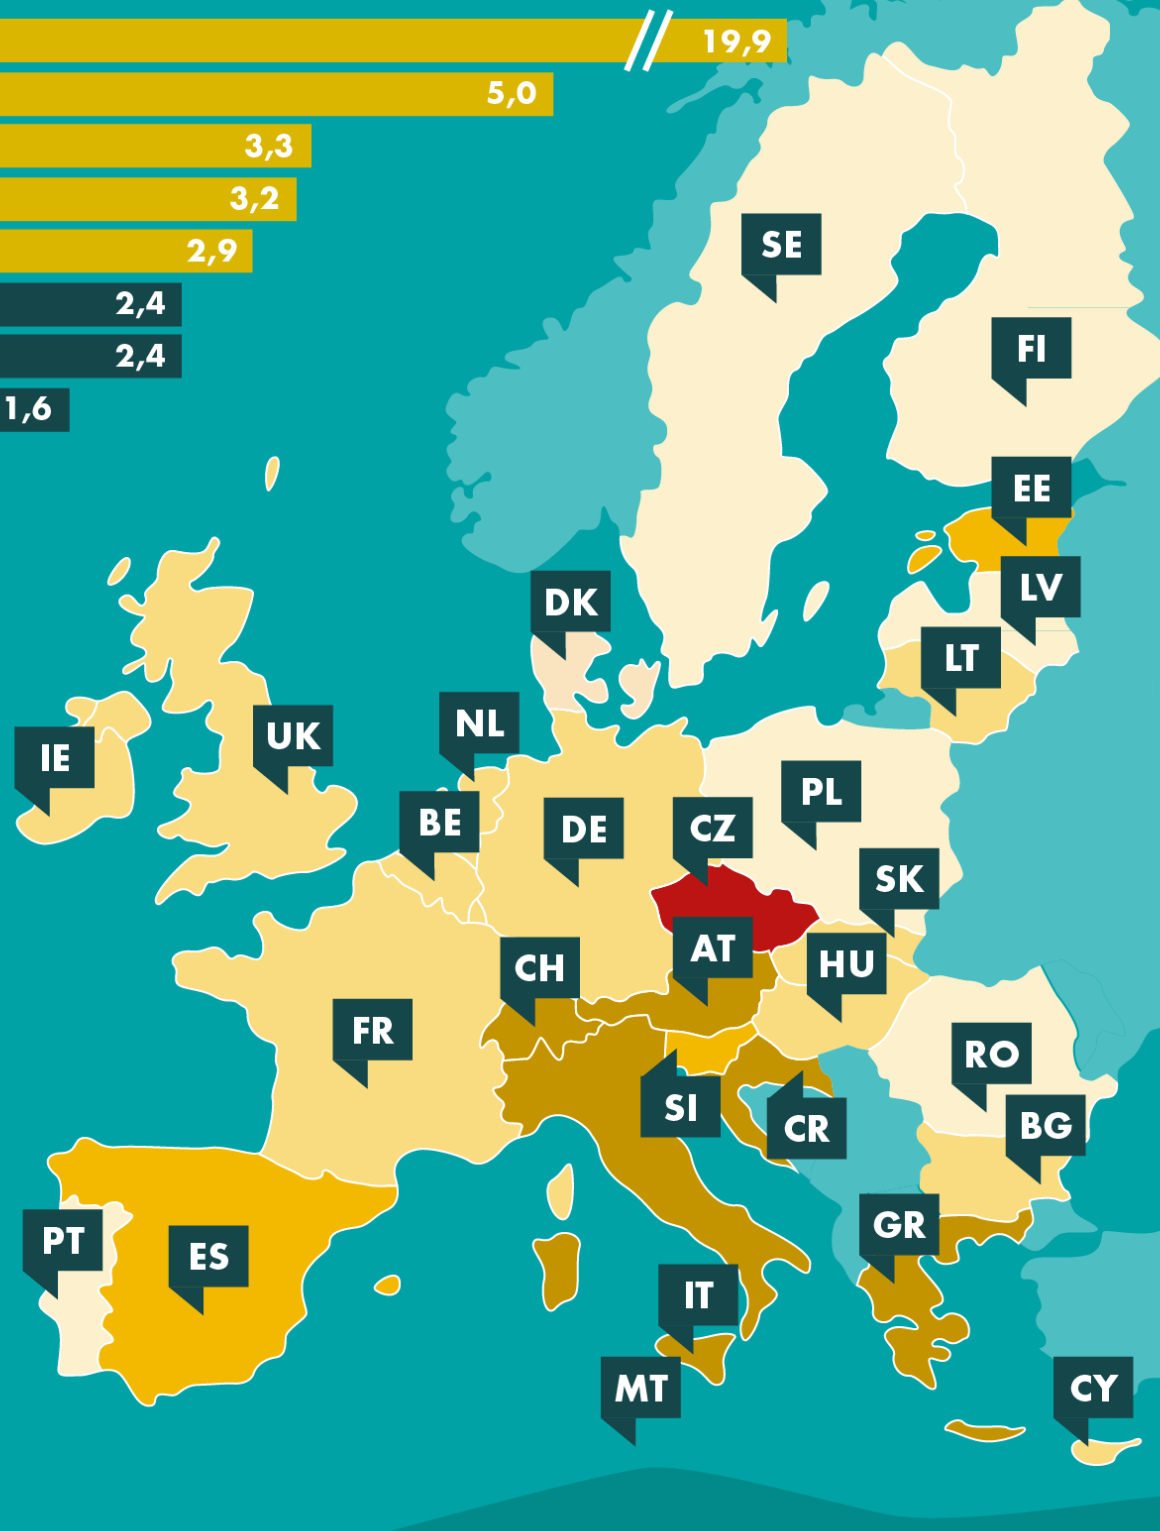 19,9
5,0
3,3
3,2
2,9
2,4
2,4
1,6
SE
FI
EE
LV
DK
LT
NL
IE
UK
PL
BE
DE
CZ
SK
AT
HU
CH
FR
RO
SI
CR
BG
GR
PT
ES
IT
MT
CY